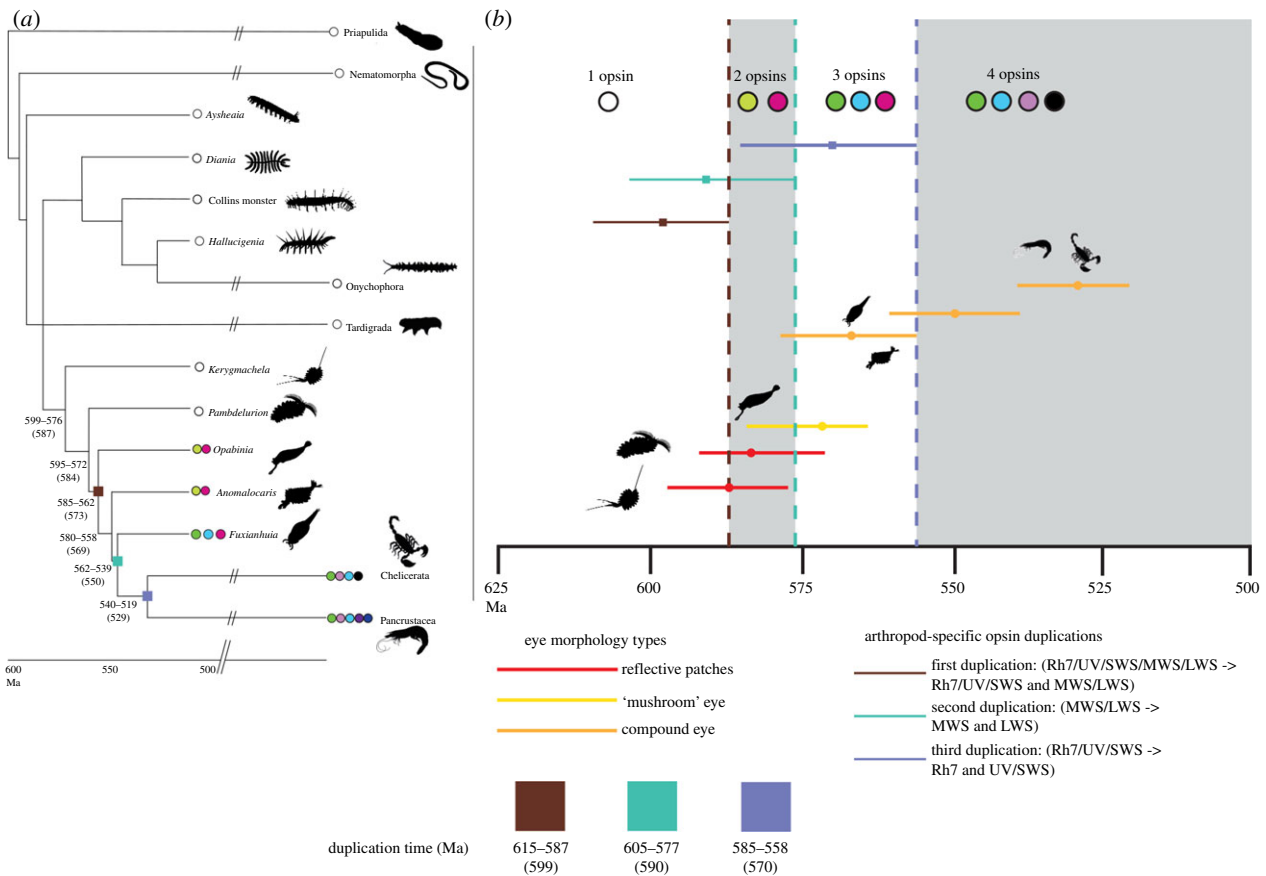 (a)
Priapulida
Nematomorpha
Aysheaia
Diania
Collins monster
Hallucigenia
Onychophora
Tardigrada
Kerygmachela
599–576
(587)
Pambdelurion
595–572
(584)
Opabinia
585–562
(573)
Anomalocaris
580–558
(569)
Fuxianhuia
562–539
(550)
Chelicerata
540–519
(529)
Pancrustacea
600 550 500
Ma
(b)
1 opsin 2 opsins 3 opsins 4 opsins
625 600 575 550 525 500
Ma
eye morphology types
reflective patches
‘mushroom’ eye
compound eye
arthropod-specific opsin duplications
first duplication: (Rh7/UV/SWS/MWS/LWS ->
Rh7/UV/SWS and MWS/LWS)
second duplication: (MWS/LWS ->
MWS and LWS)
third duplication: (Rh7/UV/SWS ->
Rh7 and UV/SWS)
duplication time (Ma) 615–587 605–577 585–558
(599) (590) (570)